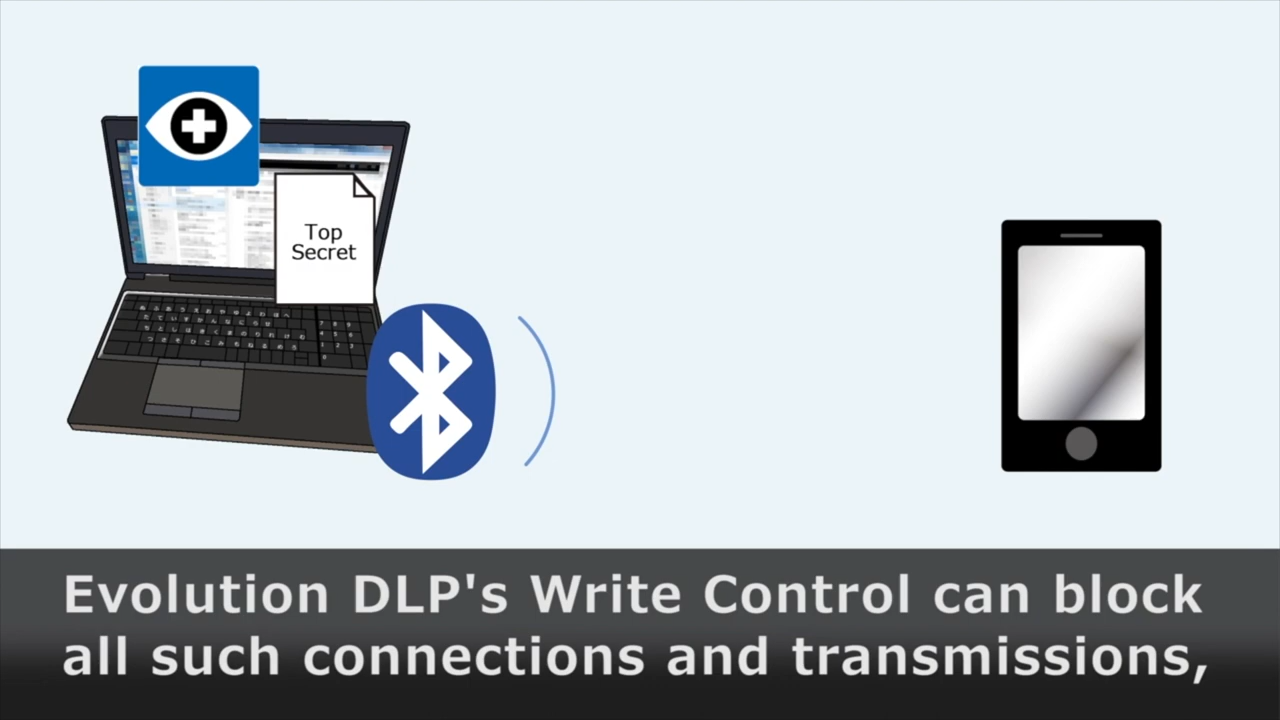 Top
Secret
Evolution DLP's Write Control can block
all such connections and transmissions,